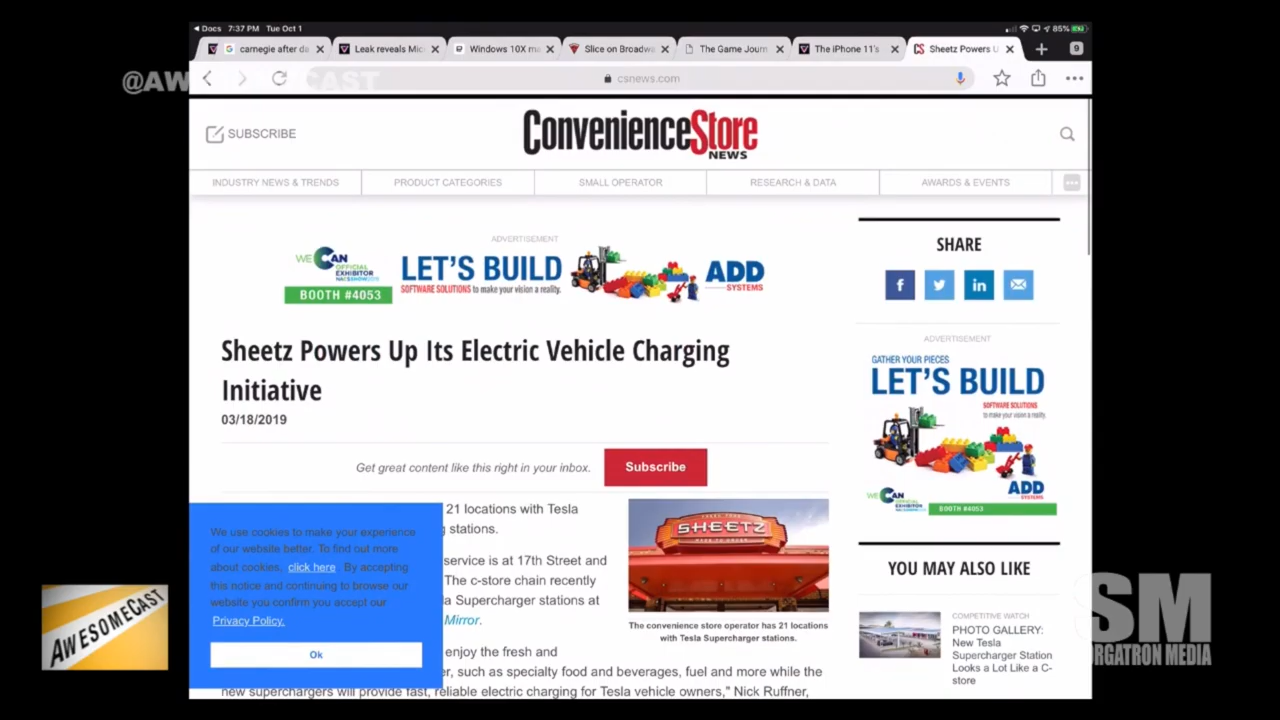 Docs 7:37 PM Tue Oct 1 85%
carnegie after da Leak reveals Mic Windows 10X ma Slice on Broadwa The Game Journ The iPhone 11's Sheetz Powers U 9
@AW CAST
csnews.com
SUBSCRIBE
ConvenienceStore
NEWS
INDUSTRY NEWS & TRENDS PRODUCT CATEGORIES SMALL OPERATOR RESEARCH & DATA AWARDS & EVENTS
ADVERTISEMENT
WE CAN
OFFICIAL
EXHIBITOR
BOOTH #4053
LET'S BUILD
SOFTWARE SOLUTIONS to make your vision a reality.
ADD
SYSTEMS
SHARE
Sheetz Powers Up Its Electric Vehicle Charging
Initiative
03/18/2019
ADVERTISEMENT
GATHER YOUR PIECES
LET'S BUILD
SOFTWARE SOLUTIONS
to make your vision a reality.
ADD
SYSTEMS
WE CAN
BOOTH #4053
Get great content like this right in your inbox. Subscribe
21 locations with Tesla
stations.
service is at 17th Street and
The c-store chain recently
a Supercharger stations at
Mirror.
enjoy the fresh and
r, such as specialty food and beverages, fuel and more while the
new superchargers will provide fast, reliable electric charging for Tesla vehicle owners," Nick Ruffner,
SHEETZ
The convenience store operator has 21 locations
with Tesla Supercharger stations.
We use cookies to make your experience
of our website better. To find out more
about cookies, click here. By accepting
this notice and continuing to browse our
website you confirm you accept our
Privacy Policy.
Ok
YOU MAY ALSO LIKE
COMPETITIVE WATCH
PHOTO GALLERY:
New Tesla
Supercharger Station
Looks a Lot Like a C-
store
AWESOMECAST
SM
ORGATRON MEDIA